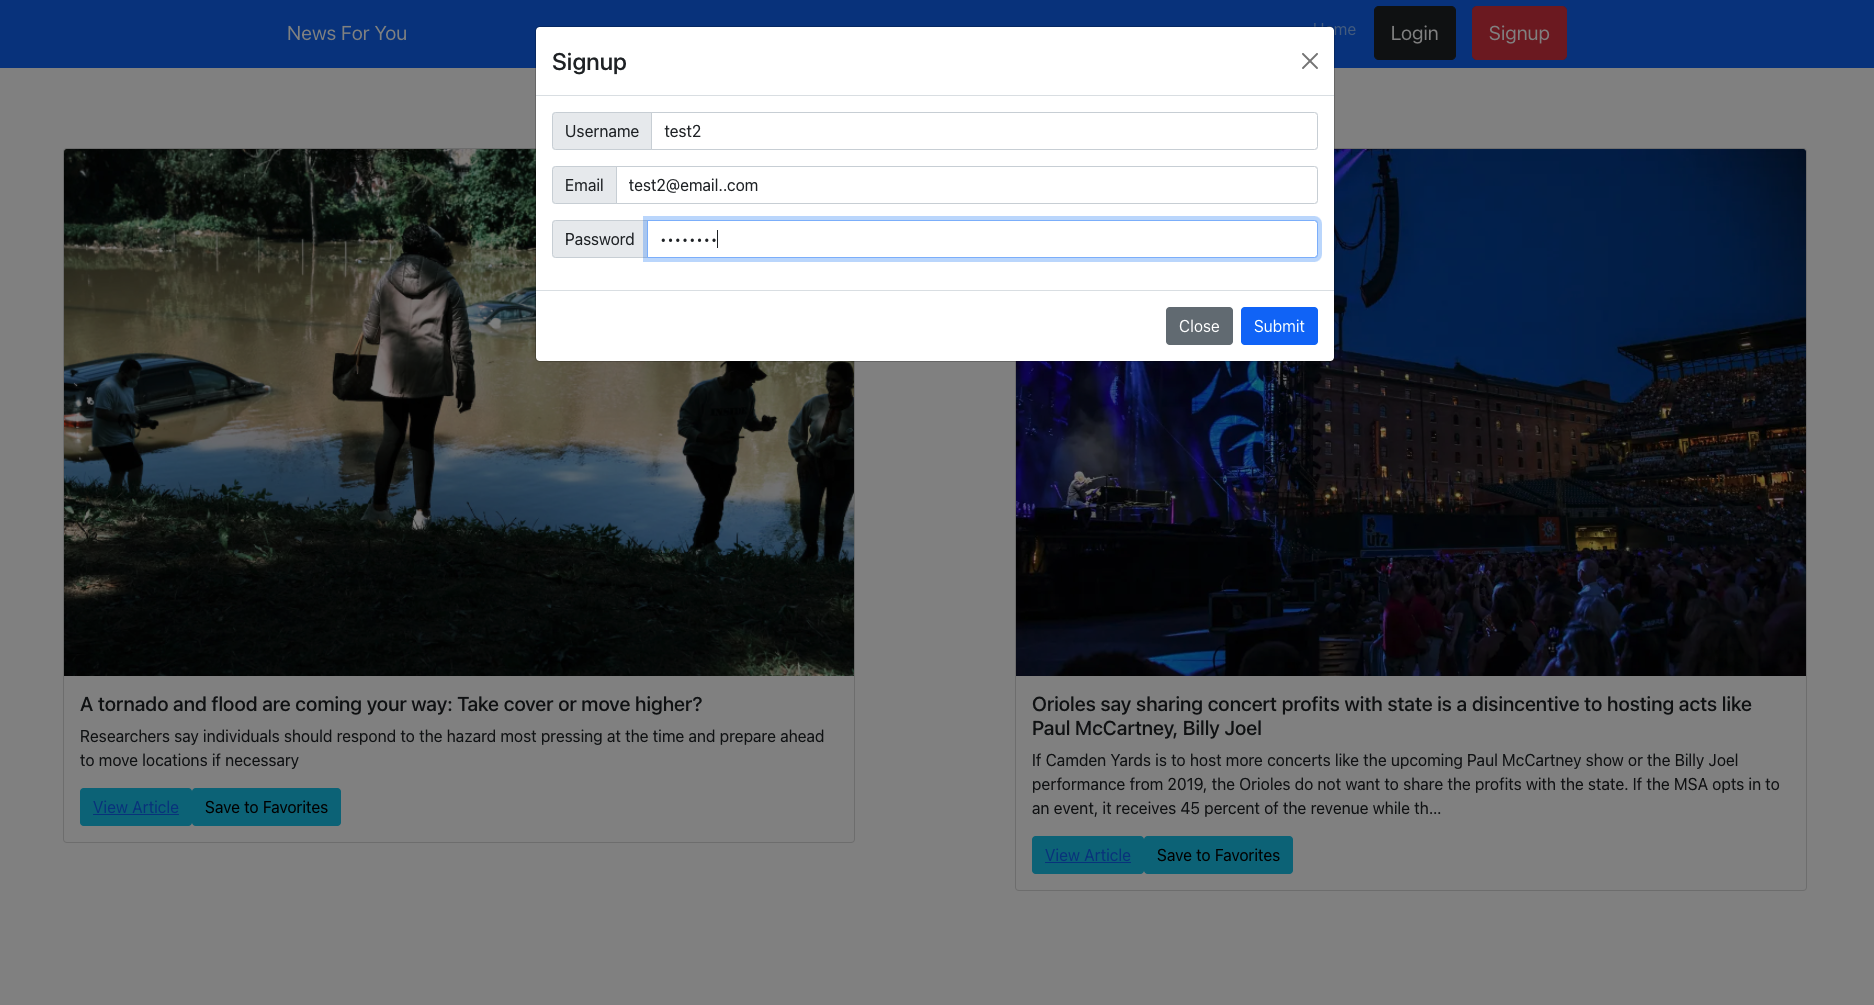 News For You
Home
Login
Signup
Signup
Username
test2
Email
test2@email..com
Password
••••••••
Close
Submit
utz
A tornado and flood are coming your way: Take cover or move higher?
Researchers say individuals should respond to the hazard most pressing at the time and prepare ahead
to move locations if necessary
View Article
Save to Favorites
Orioles say sharing concert profits with state is a disincentive to hosting acts like
Paul McCartney, Billy Joel
If Camden Yards is to host more concerts like the upcoming Paul McCartney show or the Billy Joel
performance from 2019, the Orioles do not want to share the profits with the state. If the MSA opts in to
an event, it receives 45 percent of the revenue while th...
View Article
Save to Favorites